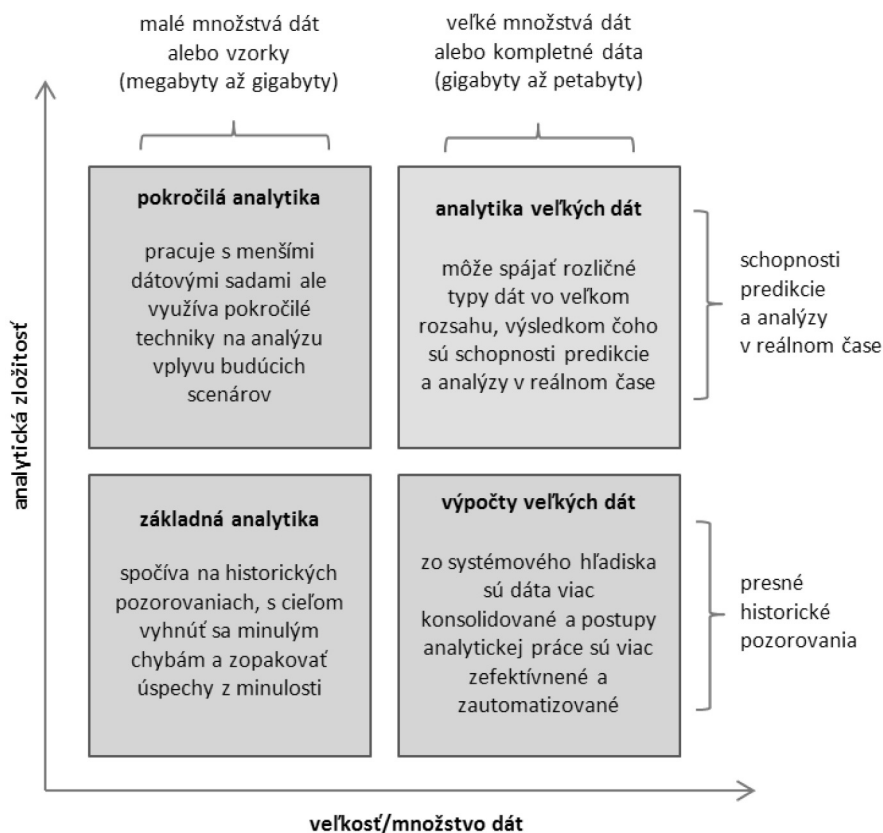 malé množstvá dát
alebo vzorky
(megabyty až gigabyty)
veľké množstvá dát
alebo kompletné dáta
(gigabyty až petabyty)
analytická zložitosť
pokročilá analytika
pracuje s menšími
dátovými sadami ale
využíva pokročilé
techniky na analýzu
vplyvu budúcich
scenárov
analytika veľkých dát
môže spájať rozličné
typy dát vo veľkom
rozsahu, výsledkom čoho
sú schopnosti predikcie
a analýzy v reálnom čase
schopnosti
predikcie
a analýzy
v reálnom čase
základná analytika
spočíva na historických
pozorovaniach, s cieľom
vyhnúť sa minulým
chybám a zopakovať
úspechy z minulosti
výpočty veľkých dát
zo systémového hľadiska
sú dáta viac
konsolidované a postupy
analytickej práce sú viac
zefektívnené a
zautomatizované
presné
historické
pozorovania
veľkosť/množstvo dát